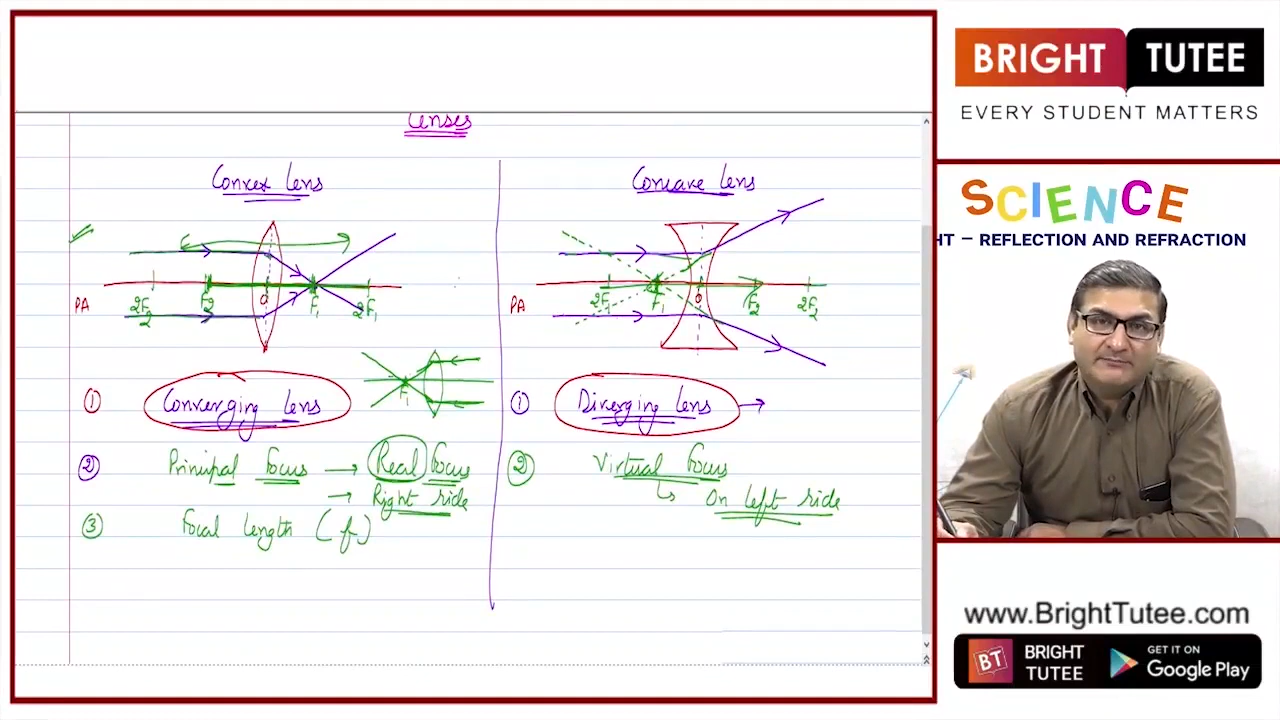 Lenses
Convex lens
PA
2F2
F2
O
F1
2F1
F1
① Converging lens
② Principal focus → Real focus
→ Right side
③ Focal length (f)
Concave lens
PA
2F1
F1
O
F2
2F2
① Diverging lens →
② Virtual focus
↳ On left side
BRIGHT TUTEE
EVERY STUDENT MATTERS
SCIENCE
HT – REFLECTION AND REFRACTION
www.BrightTutee.com
BT BRIGHT TUTEE
GET IT ON
Google Play